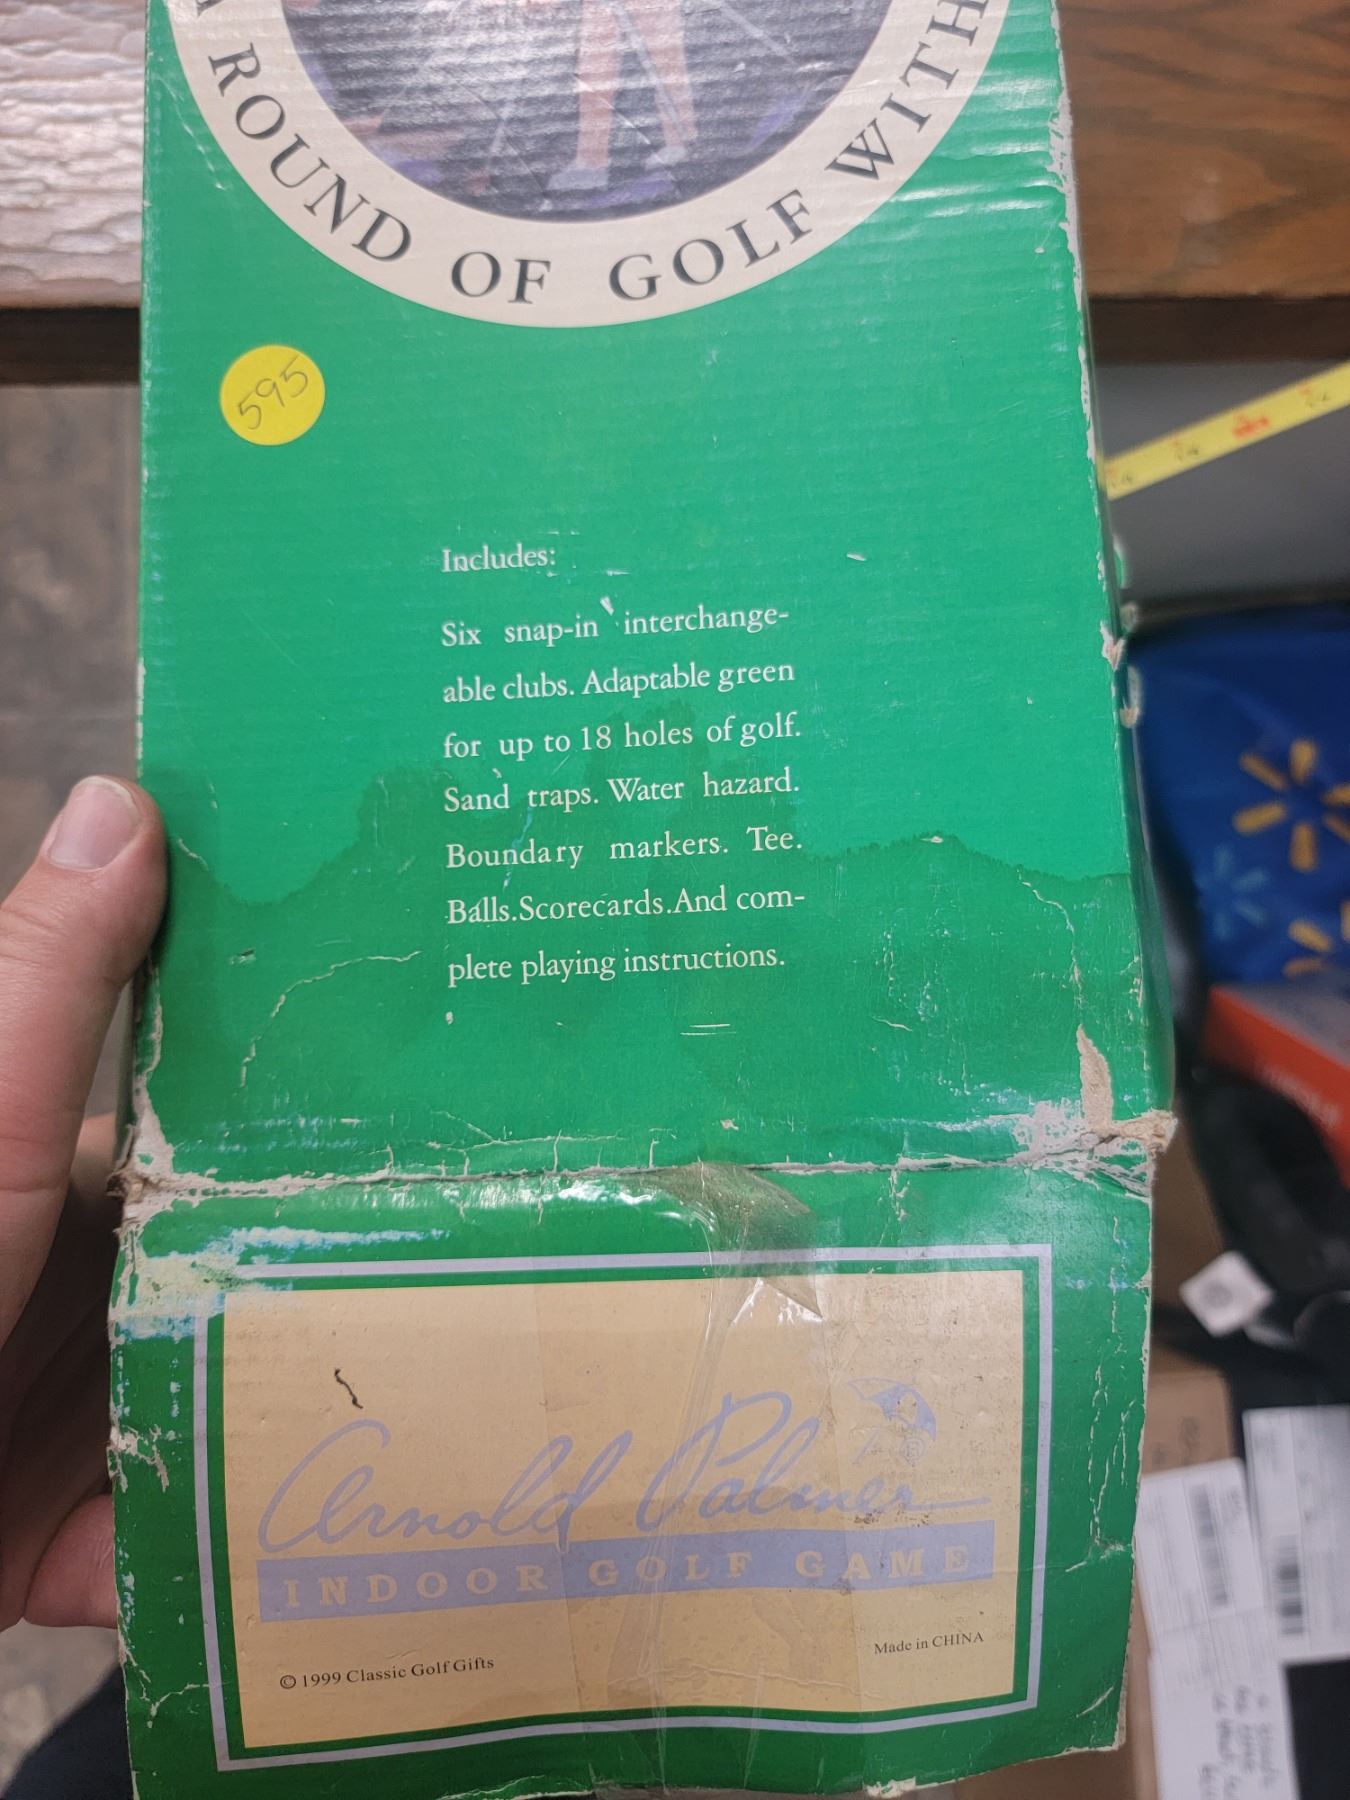 ROUND OF GOLF WITH
595
Includes:
Six snap-in interchange-
able clubs. Adaptable green
for up to 18 holes of golf.
Sand traps. Water hazard.
Boundary markers. Tee.
Balls.Scorecards.And com-
plete playing instructions.
Arnold Palmer
®
INDOOR GOLF GAME
© 1999 Classic Golf Gifts
Made in CHINA